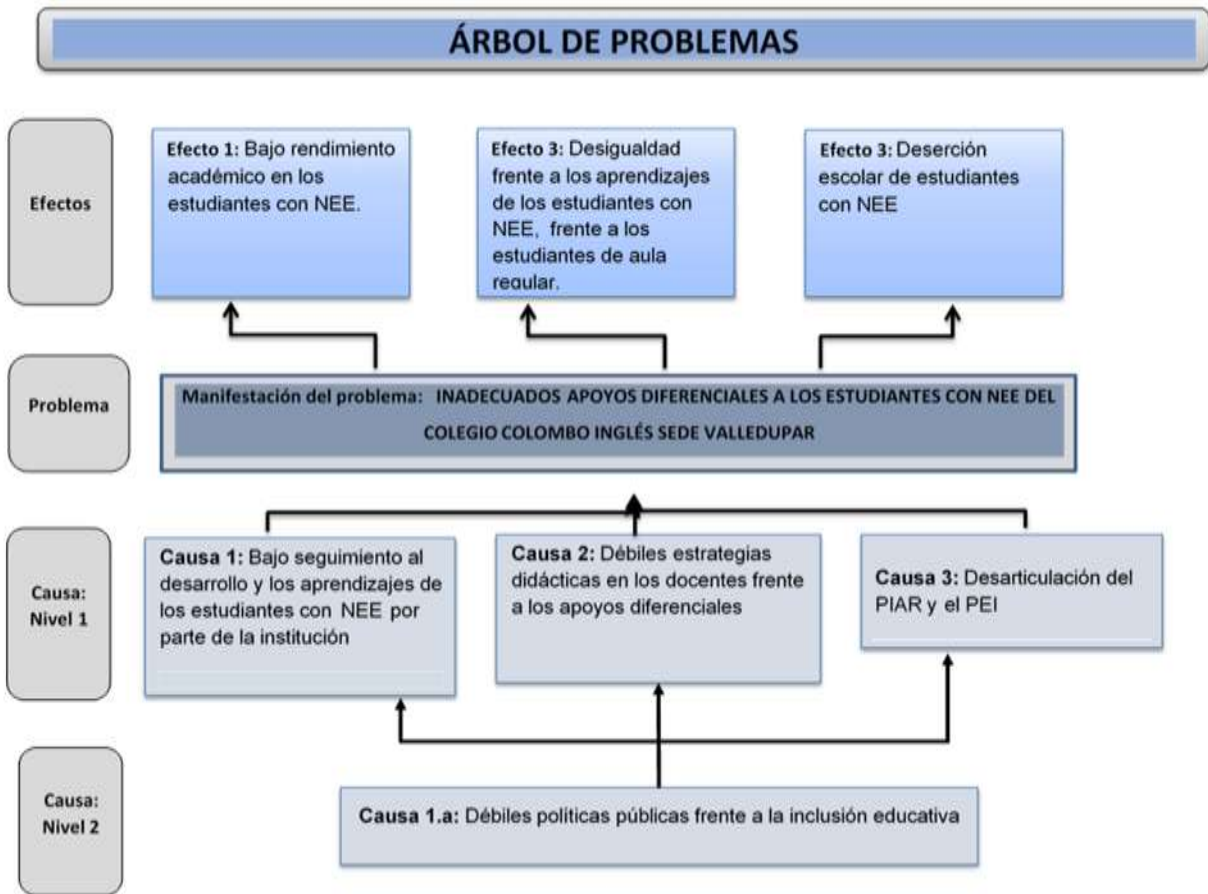 ÁRBOL DE PROBLEMAS
Efectos
Efecto 1: Bajo rendimiento
académico en los
estudiantes con NEE.
Efecto 3: Desigualdad
frente a los aprendizajes
de los estudiantes con
NEE, frente a los
estudiantes de aula
regular.
Efecto 3: Deserción
escolar de estudiantes
con NEE
Problema
Manifestación del problema: INADECUADOS APOYOS DIFERENCIALES A LOS ESTUDIANTES CON NEE DEL
COLEGIO COLOMBO INGLÉS SEDE VALLEDUPAR
Causa:
Nivel 1
Causa 1: Bajo seguimiento al
desarrollo y los aprendizajes de
los estudiantes con NEE por
parte de la institución
Causa 2: Débiles estrategias
didácticas en los docentes frente
a los apoyos diferenciales
Causa 3: Desarticulación del
PIAR y el PEI
Causa:
Nivel 2
Causa 1.a: Débiles políticas públicas frente a la inclusión educativa